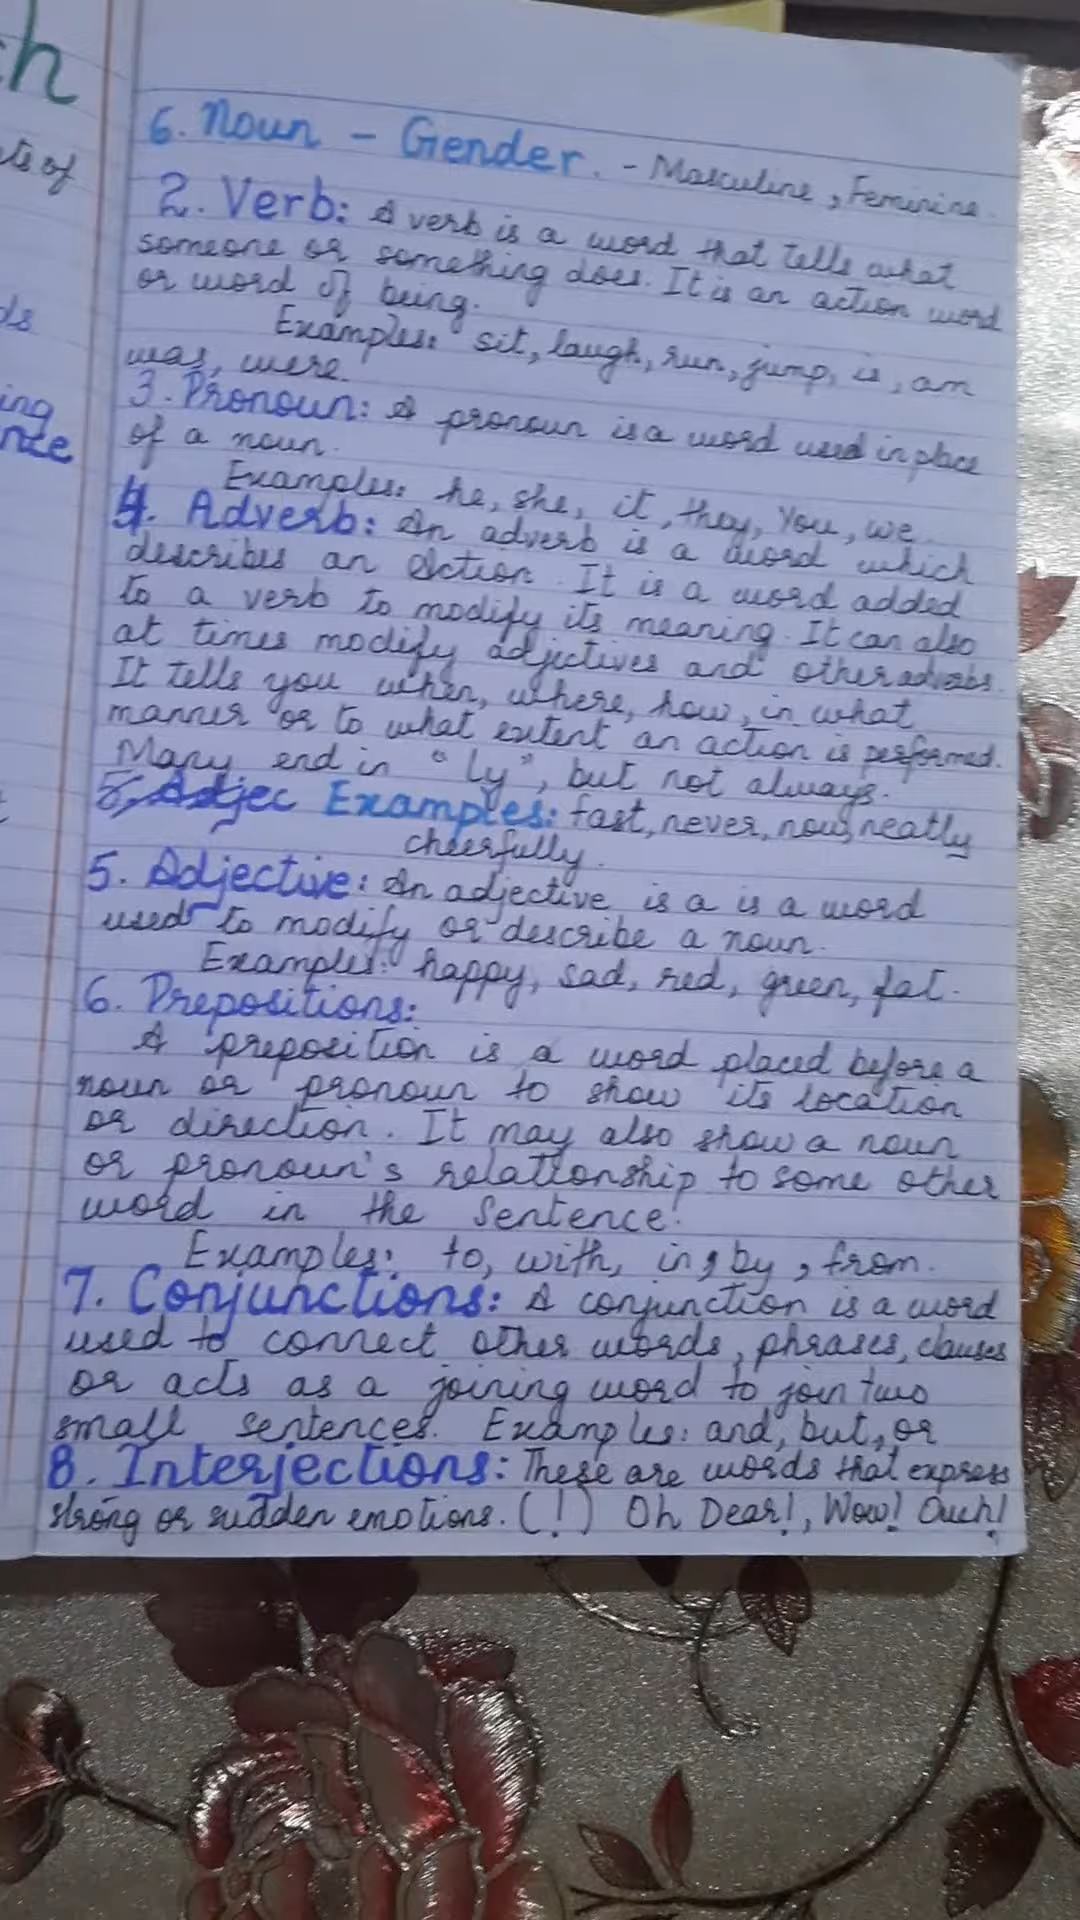 h
ts of
ds
ing
nce
6. Noun - Gender. - Masculine, Feminine.
2. Verb: A verb is a word that tells what
someone or something does. It is an action word
or word of being.
Examples: sit, laugh, run, jump, is, am
was, were.
3. Pronoun: A pronoun is a word used in place
of a noun.
Examples: he, she, it, they, You, we.
4. Adverb: An adverb is a word which
describes an Action. It is a word added
to a verb to modify its meaning. It can also
at times modify adjectives and other adverbs.
It tells you when, where, how, in what
manner or to what extent an action is performed.
Many end in "ly", but not always.
5. Adjec Examples: fast, never, now, neatly
cheerfully.
5. Adjective: An adjective is a is a word
used to modify or describe a noun.
Examples: happy, sad, red, green, fat.
6. Prepositions:
A preposition is a word placed before a
noun or pronoun to show its location
or direction. It may also show a noun
or pronoun's relationship to some other
word in the Sentence.
Examples: to, with, in, by, from.
7. Conjunctions: A conjunction is a word
used to connect other words, phrases, clauses
or acts as a joining word to join two
small sentences. Examples: and, but, or
8. Interjections: These are words that express
strong or sudden emotions. (!) Oh Dear!, Wow! Ouch!